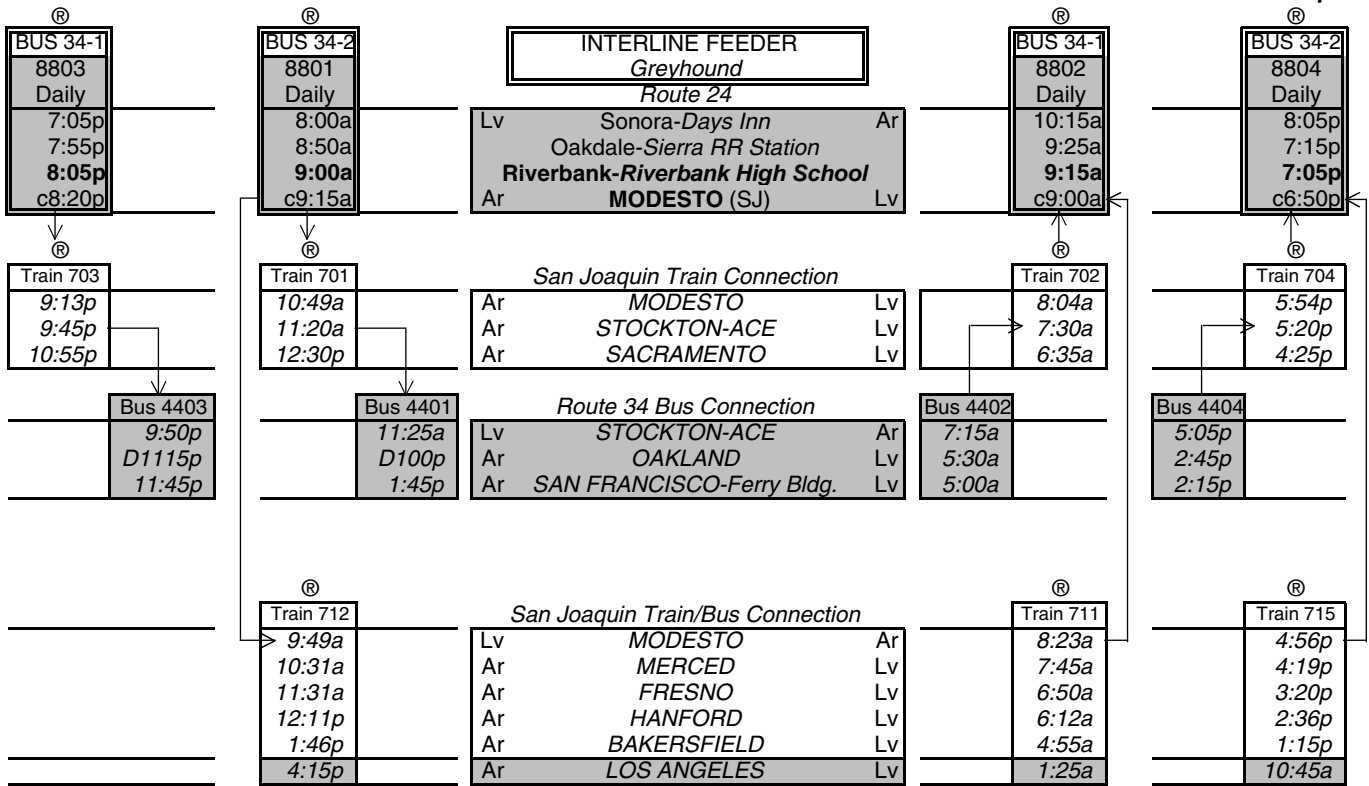 ® ® ® ®
BUS 34-1 BUS 34-2 INTERLINE FEEDER BUS 34-1 BUS 34-2
8803 8801 Greyhound 8802 8804
Daily Daily Route 24 Daily Daily
7:05p 8:00a Lv Sonora-Days Inn Ar 10:15a 8:05p
7:55p 8:50a Oakdale-Sierra RR Station 9:25a 7:15p
8:05p 9:00a Riverbank-Riverbank High School 9:15a 7:05p
c8:20p c9:15a Ar MODESTO (SJ) Lv c9:00a c6:50p
® ® ® ®
Train 703 Train 701 San Joaquin Train Connection Train 702 Train 704
9:13p 10:49a Ar MODESTO Lv 8:04a 5:54p
9:45p 11:20a Ar STOCKTON-ACE Lv 7:30a 5:20p
10:55p 12:30p Ar SACRAMENTO Lv 6:35a 4:25p
Bus 4403 Bus 4401 Route 34 Bus Connection Bus 4402 Bus 4404
9:50p 11:25a Lv STOCKTON-ACE Ar 7:15a 5:05p
D1115p D100p Ar OAKLAND Lv 5:30a 2:45p
11:45p 1:45p Ar SAN FRANCISCO-Ferry Bldg. Lv 5:00a 2:15p
® ® ®
Train 712 San Joaquin Train/Bus Connection Train 711 Train 715
9:49a Lv MODESTO Ar 8:23a 4:56p
10:31a Ar MERCED Lv 7:45a 4:19p
11:31a Ar FRESNO Lv 6:50a 3:20p
12:11p Ar HANFORD Lv 6:12a 2:36p
1:46p Ar BAKERSFIELD Lv 4:55a 1:15p
4:15p Ar LOS ANGELES Lv 1:25a 10:45a